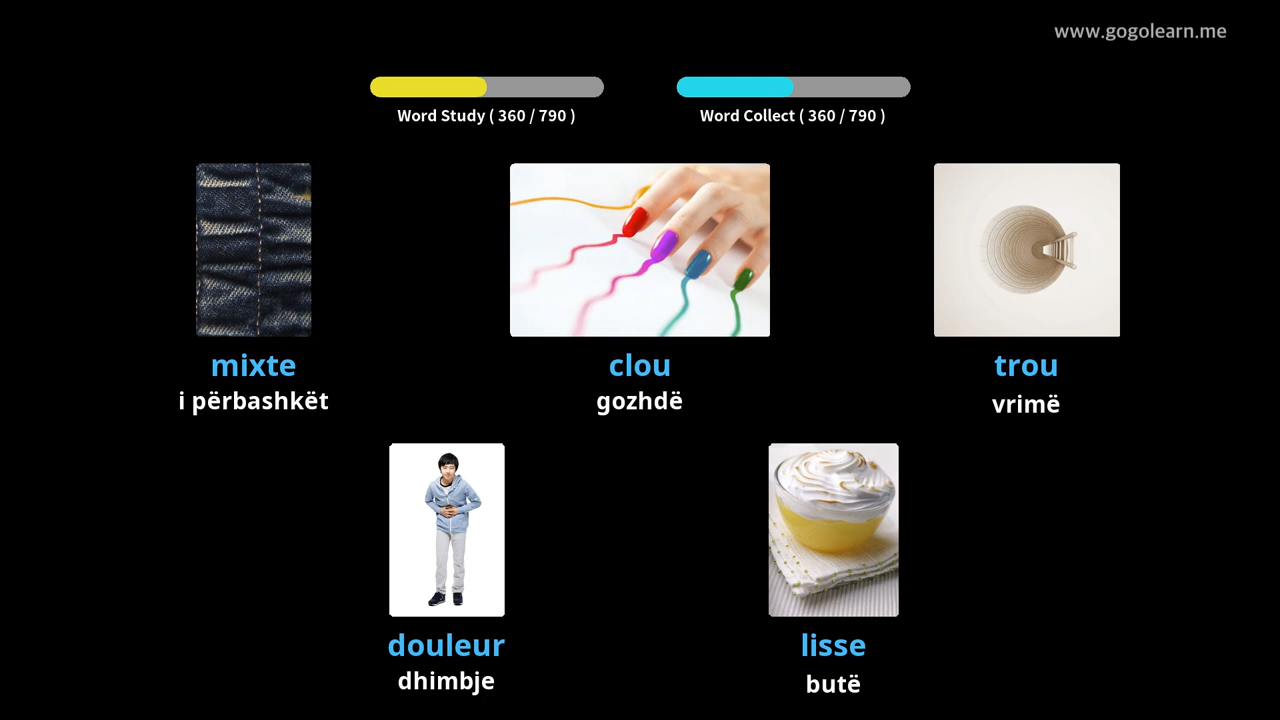 www.gogolearn.me
Word Study ( 360 / 790 )
Word Collect ( 360 / 790 )
mixte
i përbashkët
clou
gozhdë
trou
vrimë
douleur
dhimbje
lisse
butë